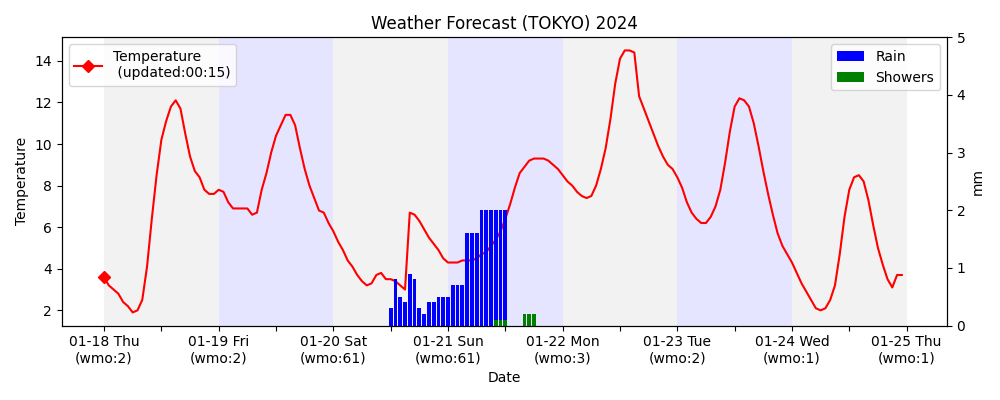 Weather Forecast (TOKYO) 2024
Temperature
(updated:00:15)
Rain
Showers
14
12
10
8
6
4
2
Temperature
5
4
3
2
1
0
mm
01-18 Thu
(wmo:2)
01-19 Fri
(wmo:2)
01-20 Sat
(wmo:61)
01-21 Sun
(wmo:61)
01-22 Mon
(wmo:3)
01-23 Tue
(wmo:2)
01-24 Wed
(wmo:1)
01-25 Thu
(wmo:1)
Date